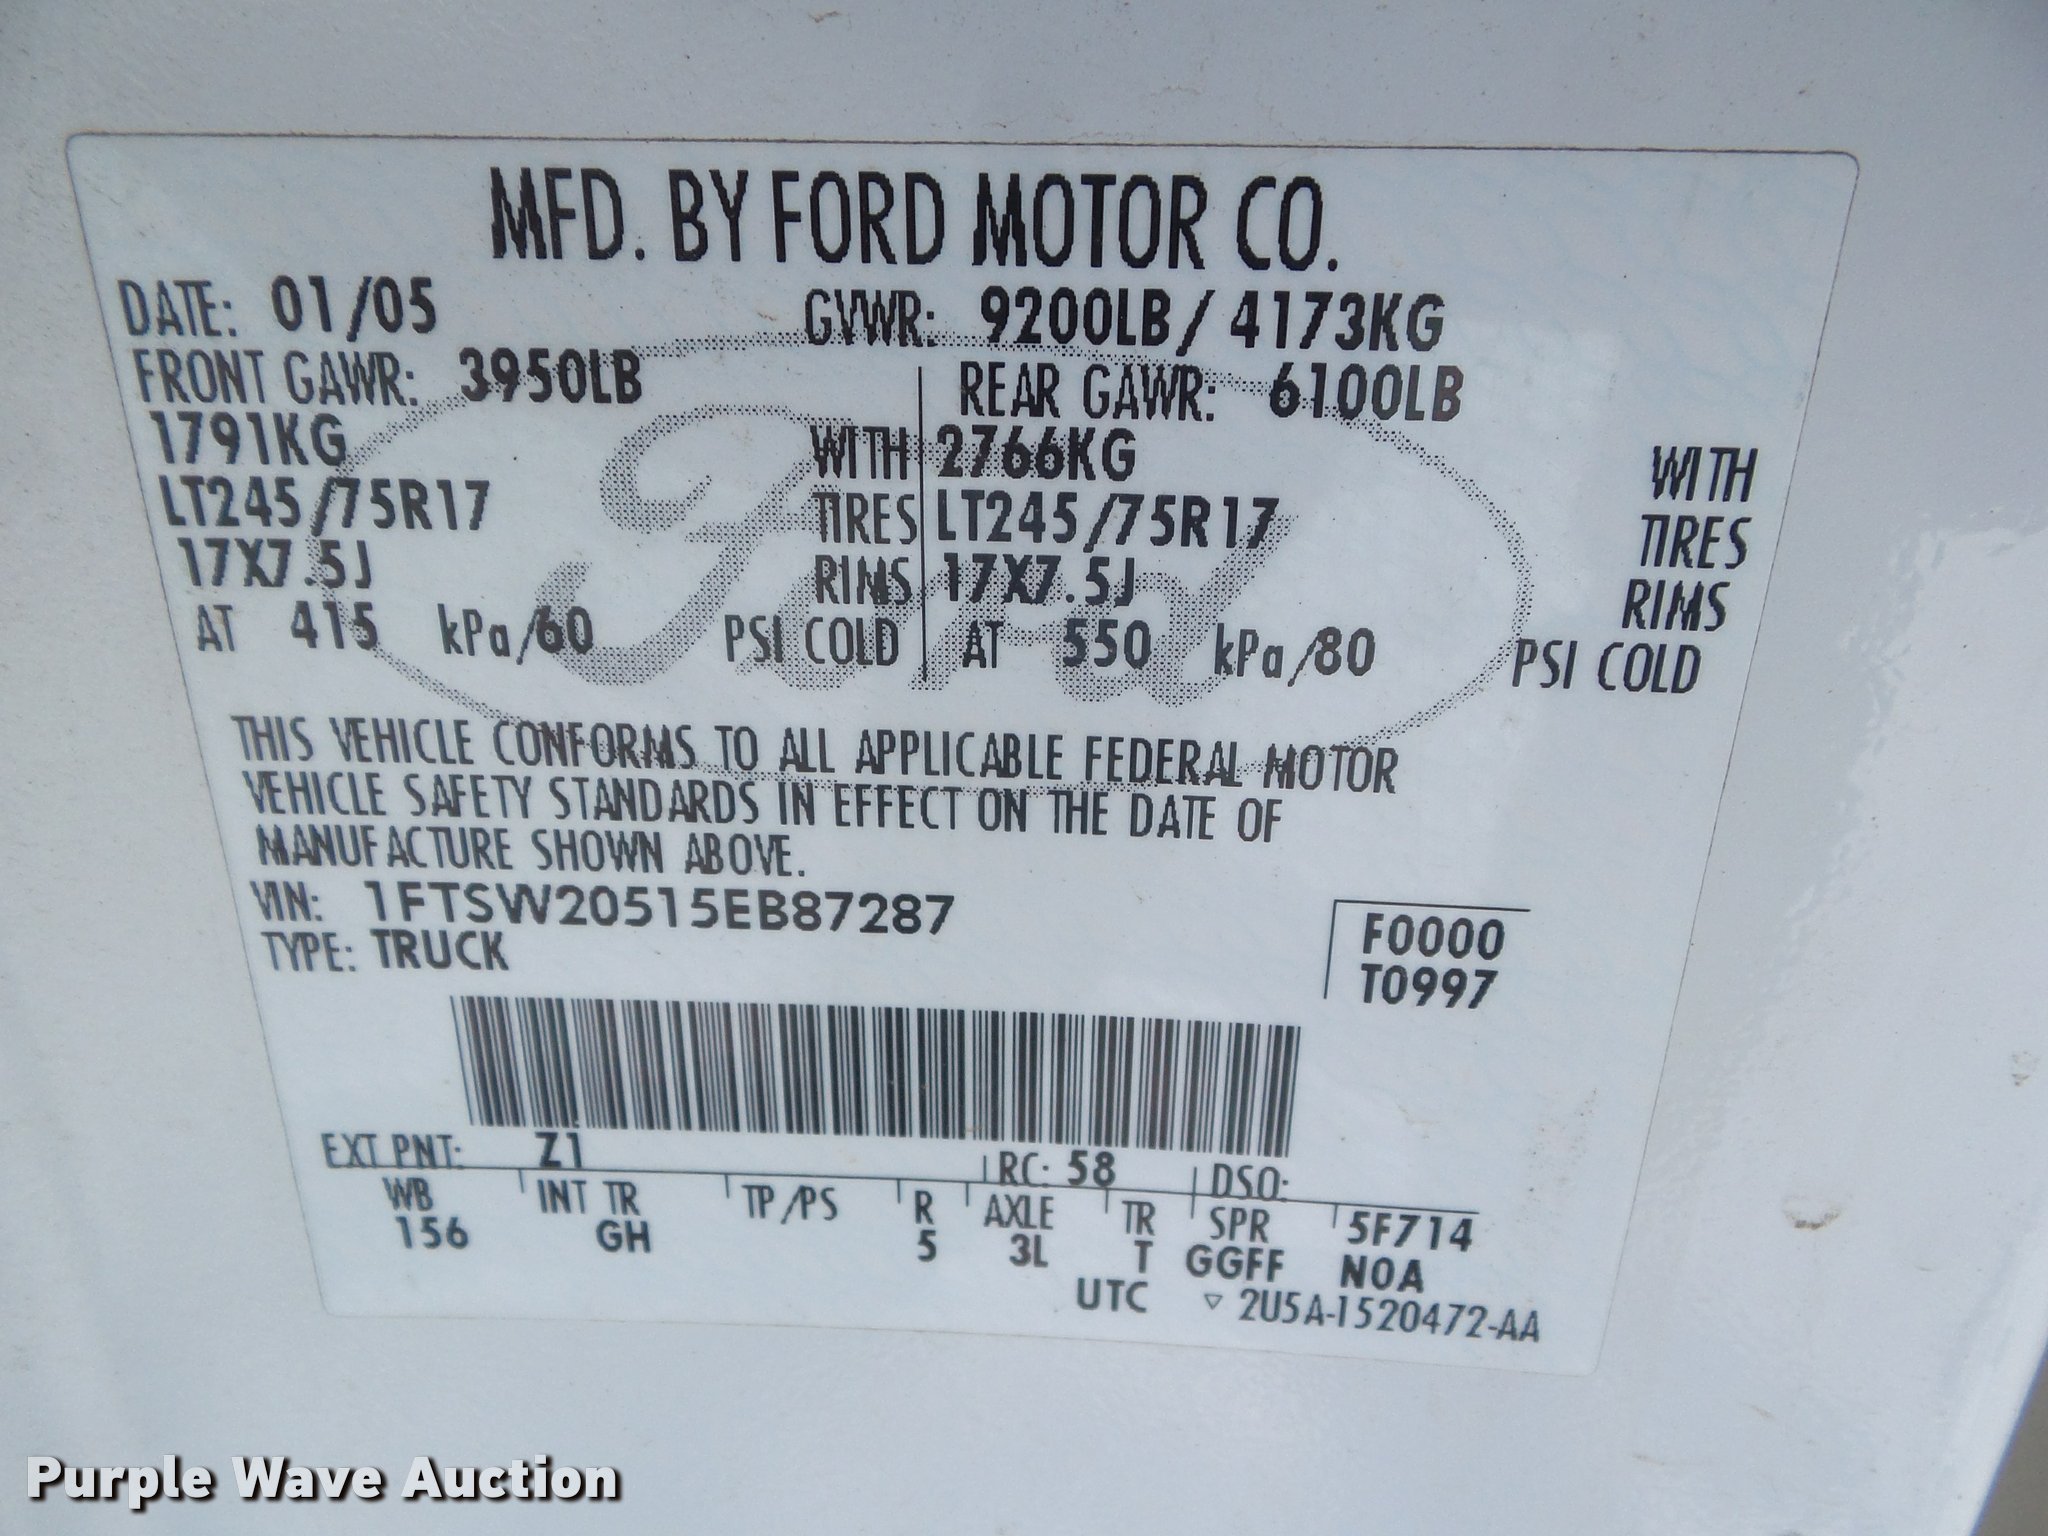 MFD. BY FORD MOTOR CO.
DATE: 01/05 GVWR: 9200LB/4173KG
FRONT GAWR: 3950LB REAR GAWR: 6100LB
1791KG WITH 2766KG WITH
LT245/75R17 TIRES LT245/75R17 TIRES
17X7.5J RIMS 17X7.5J RIMS
AT 415 kPa/60 PSI COLD AT 550 kPa/80 PSI COLD
Ford
THIS VEHICLE CONFORMS TO ALL APPLICABLE FEDERAL MOTOR
VEHICLE SAFETY STANDARDS IN EFFECT ON THE DATE OF
MANUFACTURE SHOWN ABOVE.
VIN: 1FTSW20515EB87287 F0000
TYPE: TRUCK T0997
EXT PNT: Z1 RC: 58 DSO:
WB INT TR TP/PS R AXLE TR SPR 5F714
156 GH 5 3L T GGFF N0A
UTC ▽ 2U5A-1520472-AA
Purple Wave Auction